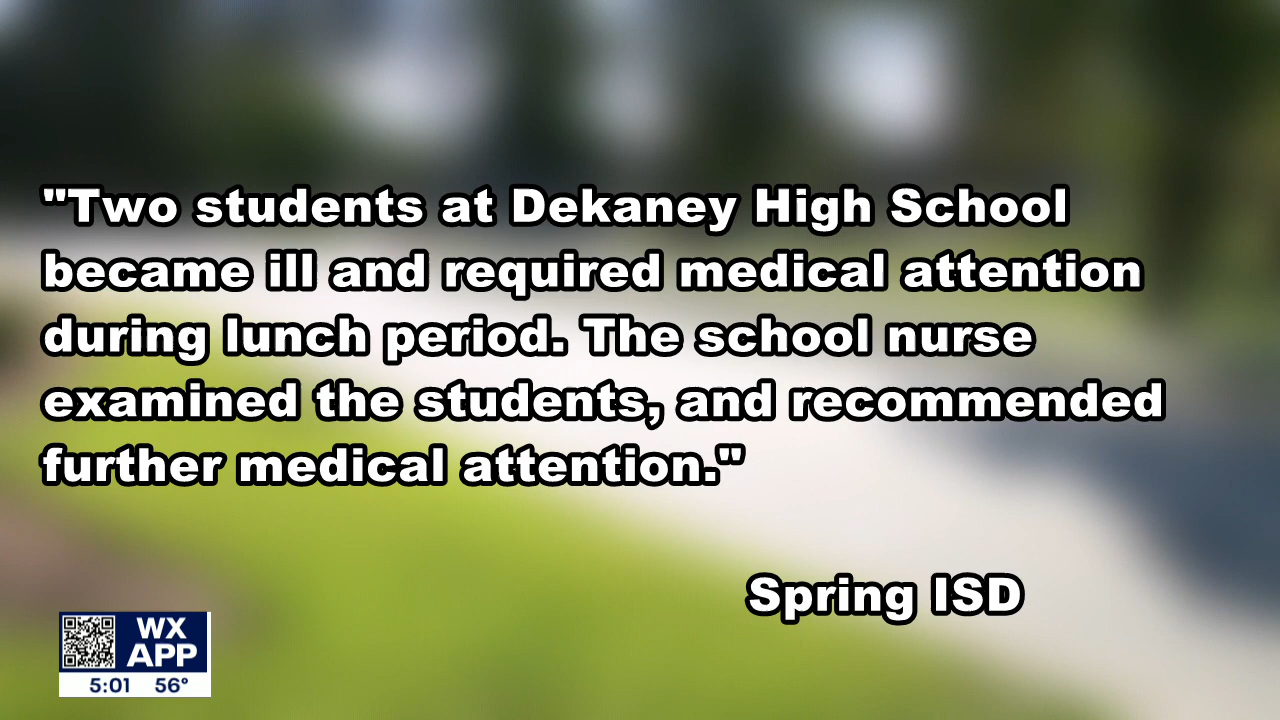 "Two students at Dekaney High School
became ill and required medical attention
during lunch period. The school nurse
examined the students, and recommended
further medical attention."
Spring ISD
WX
APP
5:01 56°